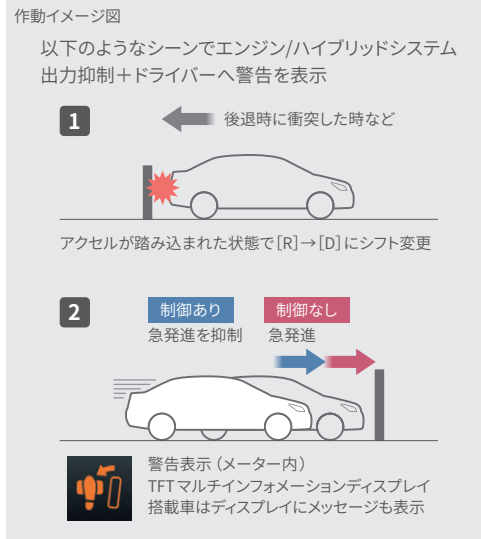 作動イメージ図
以下のようなシーンでエンジン/ハイブリッドシステム
出力抑制＋ドライバーへ警告を表示
1
後退時に衝突した時など
アクセルが踏み込まれた状態で［R］→［D］にシフト変更
2
制御あり 制御なし
急発進を抑制 急発進
警告表示（メーター内）
TFTマルチインフォメーションディスプレイ
搭載車はディスプレイにメッセージも表示